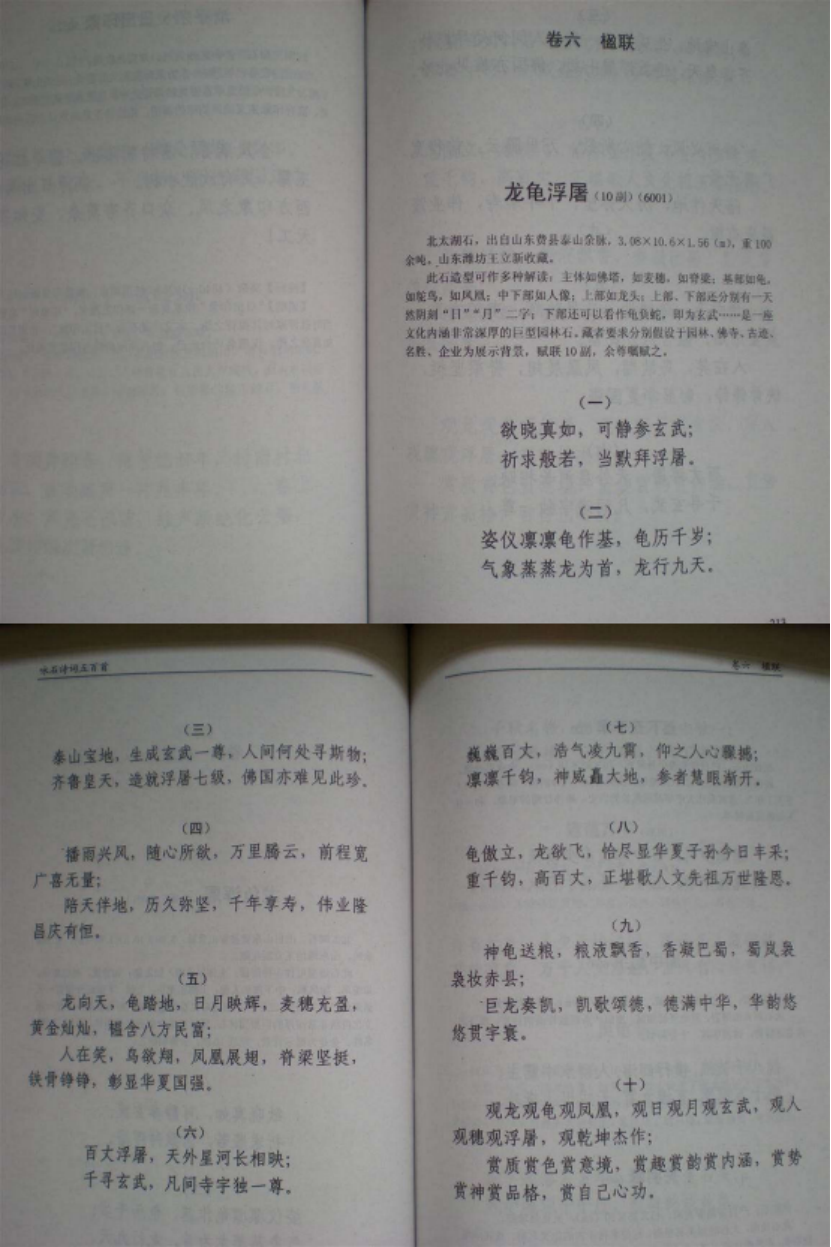 卷六 楹联
龙龟浮屠（10副）（6001）
北太湖石，出自山东费县泰山余脉，3.08×10.6×1.56（m），重100
余吨，山东潍坊王立新收藏。
此石造型可作多种解读：主体如佛塔，如麦穗，如脊梁；基部如龟，
如鸵鸟，如凤凰；中下部如人像；上部如龙头；上部、下部还分别有一天
然阴刻“日”“月”二字；下部还可以看作龟负蛇，即为玄武……是一座
文化内涵非常深厚的巨型园林石。藏者要求分别假设于园林、佛寺、古迹、
名胜、企业为展示背景，赋联10副，余尊嘱赋之。
（一）
欲晓真如，可静参玄武；
祈求般若，当默拜浮屠。
（二）
姿仪凛凛龟作基，龟历千岁；
气象蒸蒸龙为首，龙行九天。
213
咏石诗词五百首
（三）
泰山宝地，生成玄武一尊，人间何处寻斯物；
齐鲁皇天，造就浮屠七级，佛国亦难见此珍。
（四）
播雨兴风，随心所欲，万里腾云，前程宽
广喜无量；
陪天伴地，历久弥坚，千年享寿，伟业隆
昌庆有恒。
（五）
龙向天，龟踏地，日月映辉，麦穗充盈，
黄金灿灿，韫含八方民富；
人在笑，鸟欲翔，凤凰展翅，脊梁坚挺，
铁骨铮铮，彰显华夏国强。
（六）
百丈浮屠，天外星河长相映；
千寻玄武，凡间寺宇独一尊。
卷六 楹联
（七）
巍巍百丈，浩气凌九霄，仰之人心骤撼；
凛凛千钧，神威矗大地，参者慧眼渐开。
（八）
龟傲立，龙欲飞，恰尽显华夏子孙今日丰采；
重千钧，高百丈，正堪歌人文先祖万世隆恩。
（九）
神龟送粮，粮液飘香，香凝巴蜀，蜀岚袅
袅妆赤县；
巨龙奏凯，凯歌颂德，德满中华，华韵悠
悠贯宇寰。
（十）
观龙观龟观凤凰，观日观月观玄武，观人
观穗观浮屠，观乾坤杰作；
赏质赏色赏意境，赏趣赏韵赏内涵，赏势
赏神赏品格，赏自己心功。